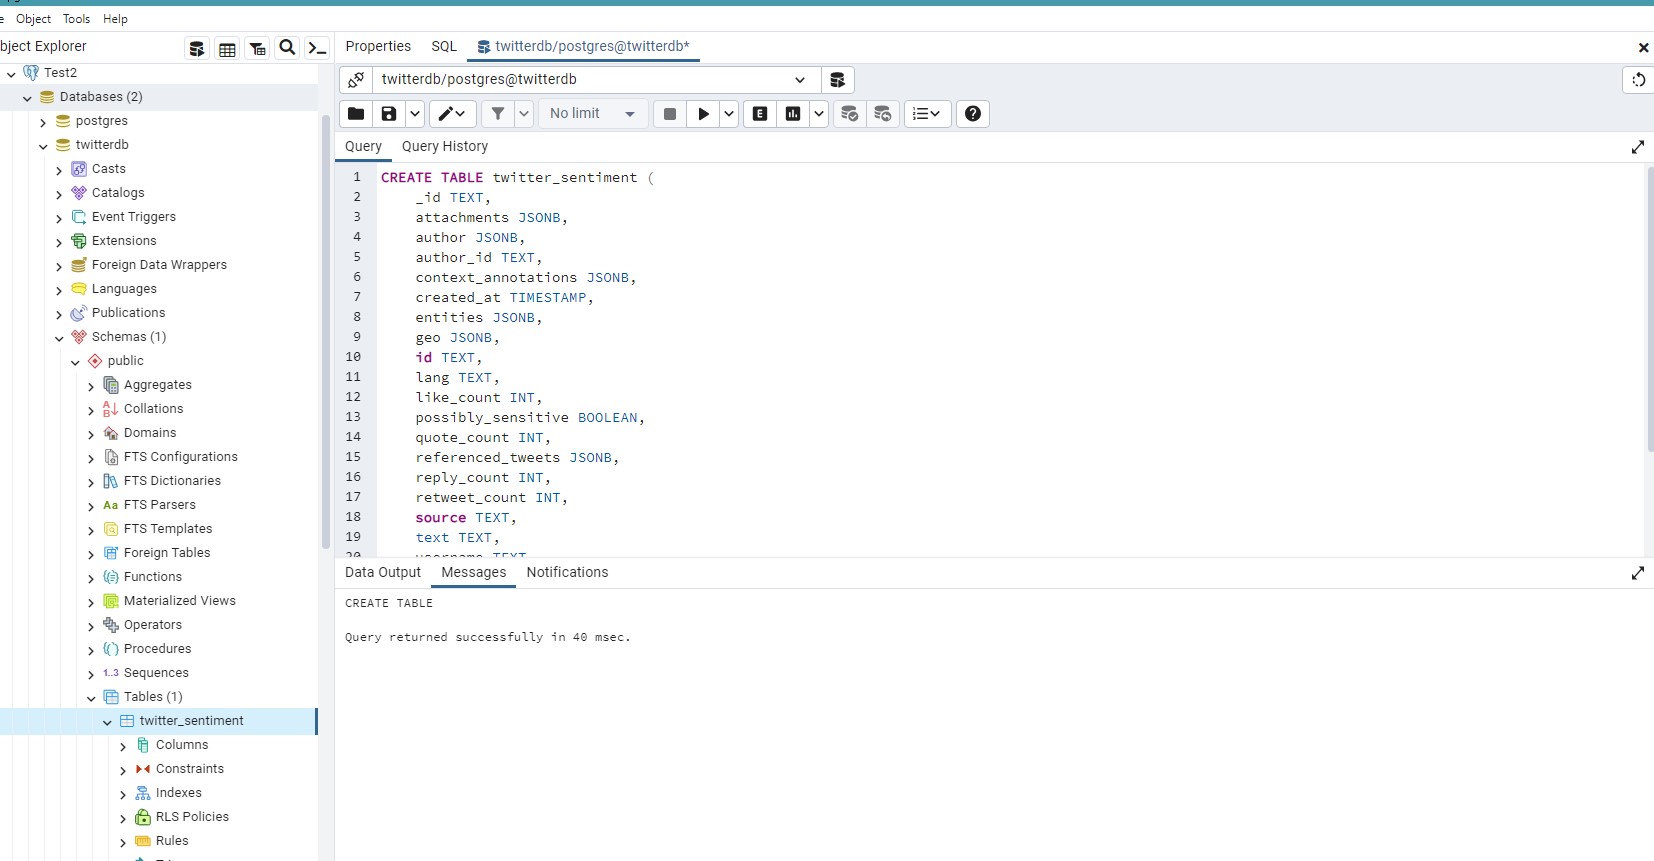 Object Tools Help
bject Explorer
Properties SQL twitterdb/postgres@twitterdb*
Test2
Databases (2)
postgres
twitterdb
Casts
Catalogs
Event Triggers
Extensions
Foreign Data Wrappers
Languages
Publications
Schemas (1)
public
Aggregates
Collations
Domains
FTS Configurations
FTS Dictionaries
Aa FTS Parsers
FTS Templates
Foreign Tables
Functions
Materialized Views
Operators
Procedures
1..3 Sequences
Tables (1)
twitter_sentiment
Columns
Constraints
Indexes
RLS Policies
Rules
twitterdb/postgres@twitterdb
No limit E
Query Query History
1 CREATE TABLE twitter_sentiment (
2 _id TEXT,
3 attachments JSONB,
4 author JSONB,
5 author_id TEXT,
6 context_annotations JSONB,
7 created_at TIMESTAMP,
8 entities JSONB,
9 geo JSONB,
10 id TEXT,
11 lang TEXT,
12 like_count INT,
13 possibly_sensitive BOOLEAN,
14 quote_count INT,
15 referenced_tweets JSONB,
16 reply_count INT,
17 retweet_count INT,
18 source TEXT,
19 text TEXT,
20 username TEXT
Data Output Messages Notifications
CREATE TABLE
Query returned successfully in 40 msec.